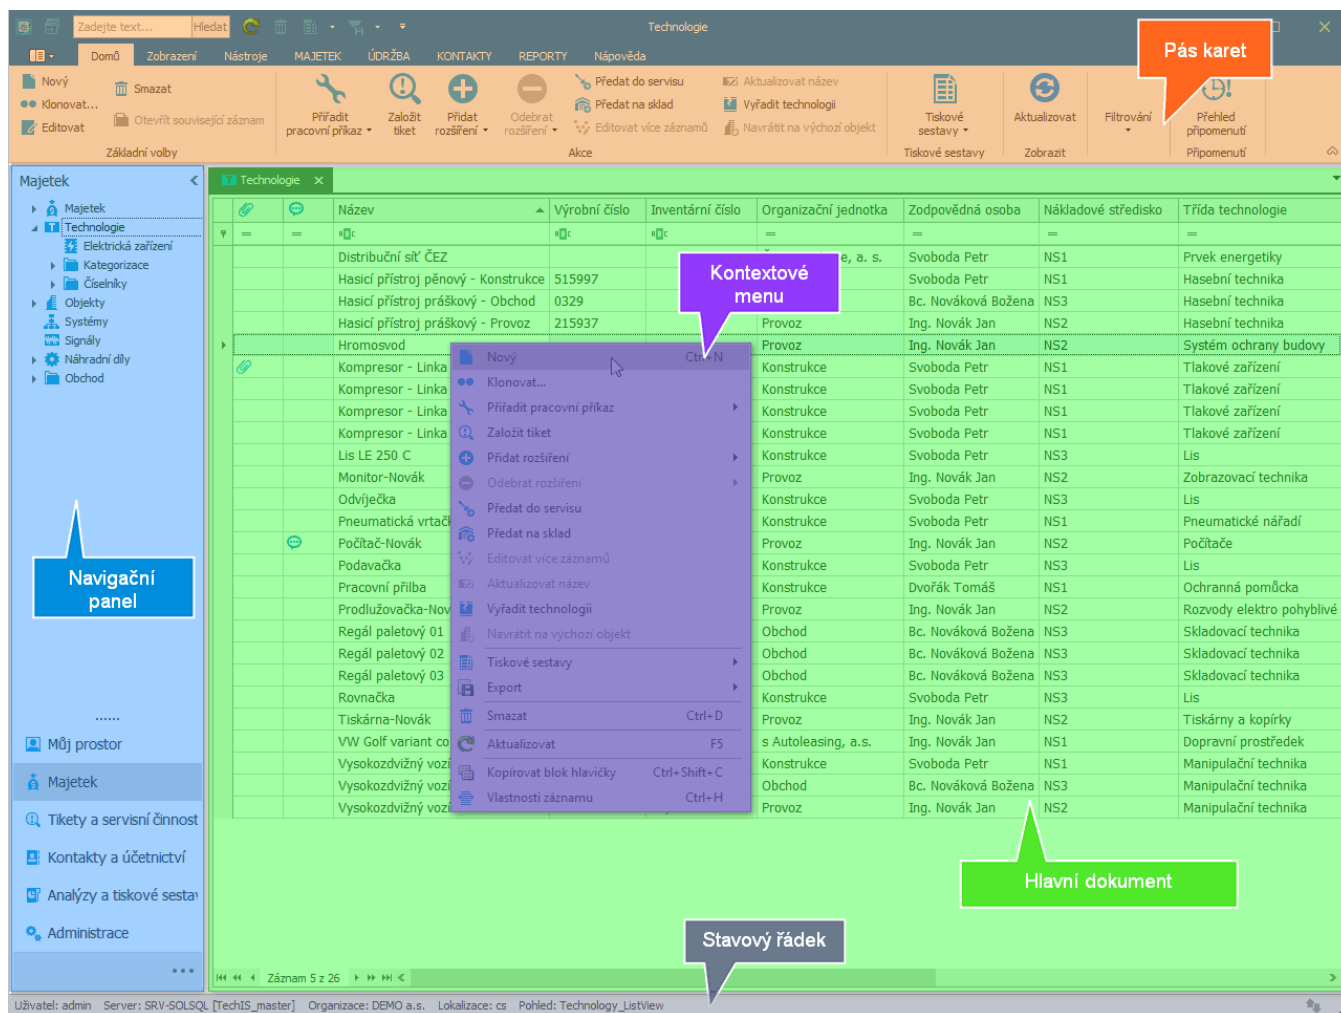 Zadejte text... Hledat Technologie
Domů Zobrazení Nástroje MAJETEK ÚDRŽBA KONTAKTY REPORTY Nápověda
Pás karet
Nový
Klonovat...
Editovat
Smazat
Otevřít související záznam
Základní volby
Přiřadit
pracovní příkaz
Založit
tiket
Přidat
rozšíření
Odebrat
rozšíření
Předat do servisu
Předat na sklad
Editovat více záznamů
Aktualizovat název
Vyřadit technologii
Navrátit na výchozí objekt
Akce
Tiskové
sestavy
Tiskové sestavy
Aktualizovat
Zobrazit
Filtrování
Přehled
připomenutí
Připomenutí
Majetek
Majetek
Technologie
Elektrická zařízení
Kategorizace
Číselníky
Objekty
Systémy
Signály
Náhradní díly
Obchod
Navigační
panel
Můj prostor
Majetek
Tikety a servisní činnost
Kontakty a účetnictví
Analýzy a tiskové sestav
Administrace
Technologie
Název Výrobní číslo Inventární číslo Organizační jednotka Zodpovědná osoba Nákladové středisko Třída technologie
Distribuční síť ČEZ e, a. s. Svoboda Petr NS1 Prvek energetiky
Hasicí přístroj pěnový - Konstrukce 515997 Svoboda Petr NS1 Hasební technika
Hasicí přístroj práškový - Obchod 0329 Bc. Nováková Božena NS3 Hasební technika
Hasicí přístroj práškový - Provoz 215937 Provoz Ing. Novák Jan NS2 Hasební technika
Hromosvod Provoz Ing. Novák Jan NS2 Systém ochrany budovy
Kompresor - Linka Konstrukce Svoboda Petr NS1 Tlakové zařízení
Kompresor - Linka Konstrukce Svoboda Petr NS1 Tlakové zařízení
Kompresor - Linka Konstrukce Svoboda Petr NS1 Tlakové zařízení
Kompresor - Linka Konstrukce Svoboda Petr NS1 Tlakové zařízení
Lis LE 250 C Konstrukce Svoboda Petr NS3 Lis
Monitor-Novák Provoz Ing. Novák Jan NS2 Zobrazovací technika
Odvíječka Konstrukce Svoboda Petr NS3 Lis
Pneumatická vrtačk Konstrukce Svoboda Petr NS1 Pneumatické nářadí
Počítač-Novák Provoz Ing. Novák Jan NS2 Počítače
Podavačka Konstrukce Svoboda Petr NS3 Lis
Pracovní přilba Konstrukce Dvořák Tomáš NS1 Ochranná pomůcka
Prodlužovačka-Nov Provoz Ing. Novák Jan NS2 Rozvody elektro pohyblivé
Regál paletový 01 Obchod Bc. Nováková Božena NS3 Skladovací technika
Regál paletový 02 Obchod Bc. Nováková Božena NS3 Skladovací technika
Regál paletový 03 Obchod Bc. Nováková Božena NS3 Skladovací technika
Rovnačka Konstrukce Svoboda Petr NS3 Lis
Tiskárna-Novák Provoz Ing. Novák Jan NS2 Tiskárny a kopírky
VW Golf variant co s Autoleasing, a.s. Ing. Novák Jan NS1 Dopravní prostředek
Vysokozdvižný vozí Konstrukce Svoboda Petr NS1 Manipulační technika
Vysokozdvižný vozí Obchod Bc. Nováková Božena NS3 Manipulační technika
Vysokozdvižný vozí Provoz Ing. Novák Jan NS2 Manipulační technika
Kontextové
menu
Nový Ctrl+N
Klonovat...
Přiřadit pracovní příkaz
Založit tiket
Přidat rozšíření
Odebrat rozšíření
Předat do servisu
Předat na sklad
Editovat více záznamů
Aktualizovat název
Vyřadit technologii
Navrátit na výchozí objekt
Tiskové sestavy
Export
Smazat Ctrl+D
Aktualizovat F5
Kopírovat blok hlavičky Ctrl+Shift+C
Vlastnosti záznamu Ctrl+H
Hlavní dokument
Stavový řádek
Záznam 5 z 26
Uživatel: admin Server: SRV-SOLSQL [TechIS_master] Organizace: DEMO a.s. Lokalizace: cs Pohled: Technology_ListView